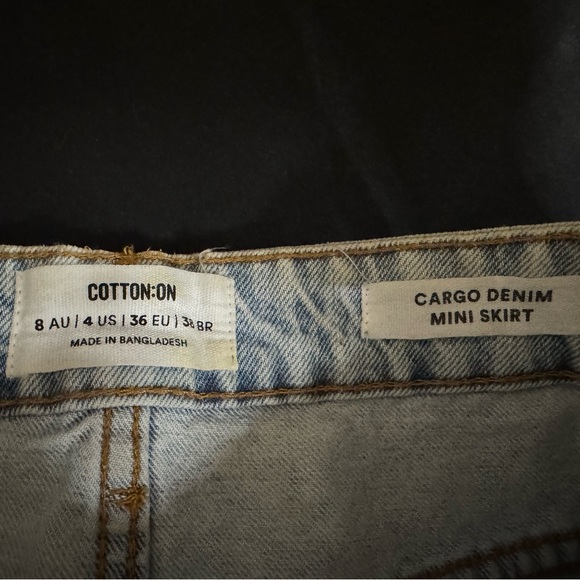 COTTON:ON
8 AU | 4 US | 36 EU | 38 BR
MADE IN BANGLADESH
CARGO DENIM
MINI SKIRT